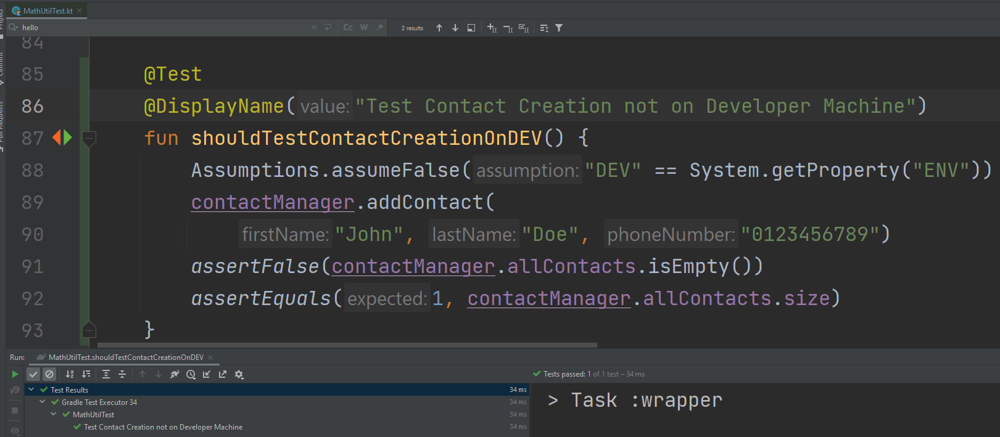 MathUtilTest.kt
hello
Cc W .*
2 results
84
85 @Test
86 @DisplayName( value: "Test Contact Creation not on Developer Machine")
87 fun shouldTestContactCreationOnDEV() {
88 Assumptions.assumeFalse( assumption: "DEV" == System.getProperty("ENV"))
89 contactManager.addContact(
90 firstName: "John", lastName: "Doe", phoneNumber: "0123456789")
91 assertFalse(contactManager.allContacts.isEmpty())
92 assertEquals( expected: 1, contactManager.allContacts.size)
93 }
Run: MathUtilTest.shouldTestContactCreationOnDEV
Tests passed: 1 of 1 test – 34 ms
Test Results 34 ms
Gradle Test Executor 34 34 ms
MathUtilTest 34 ms
Test Contact Creation not on Developer Machine 34 ms
> Task :wrapper